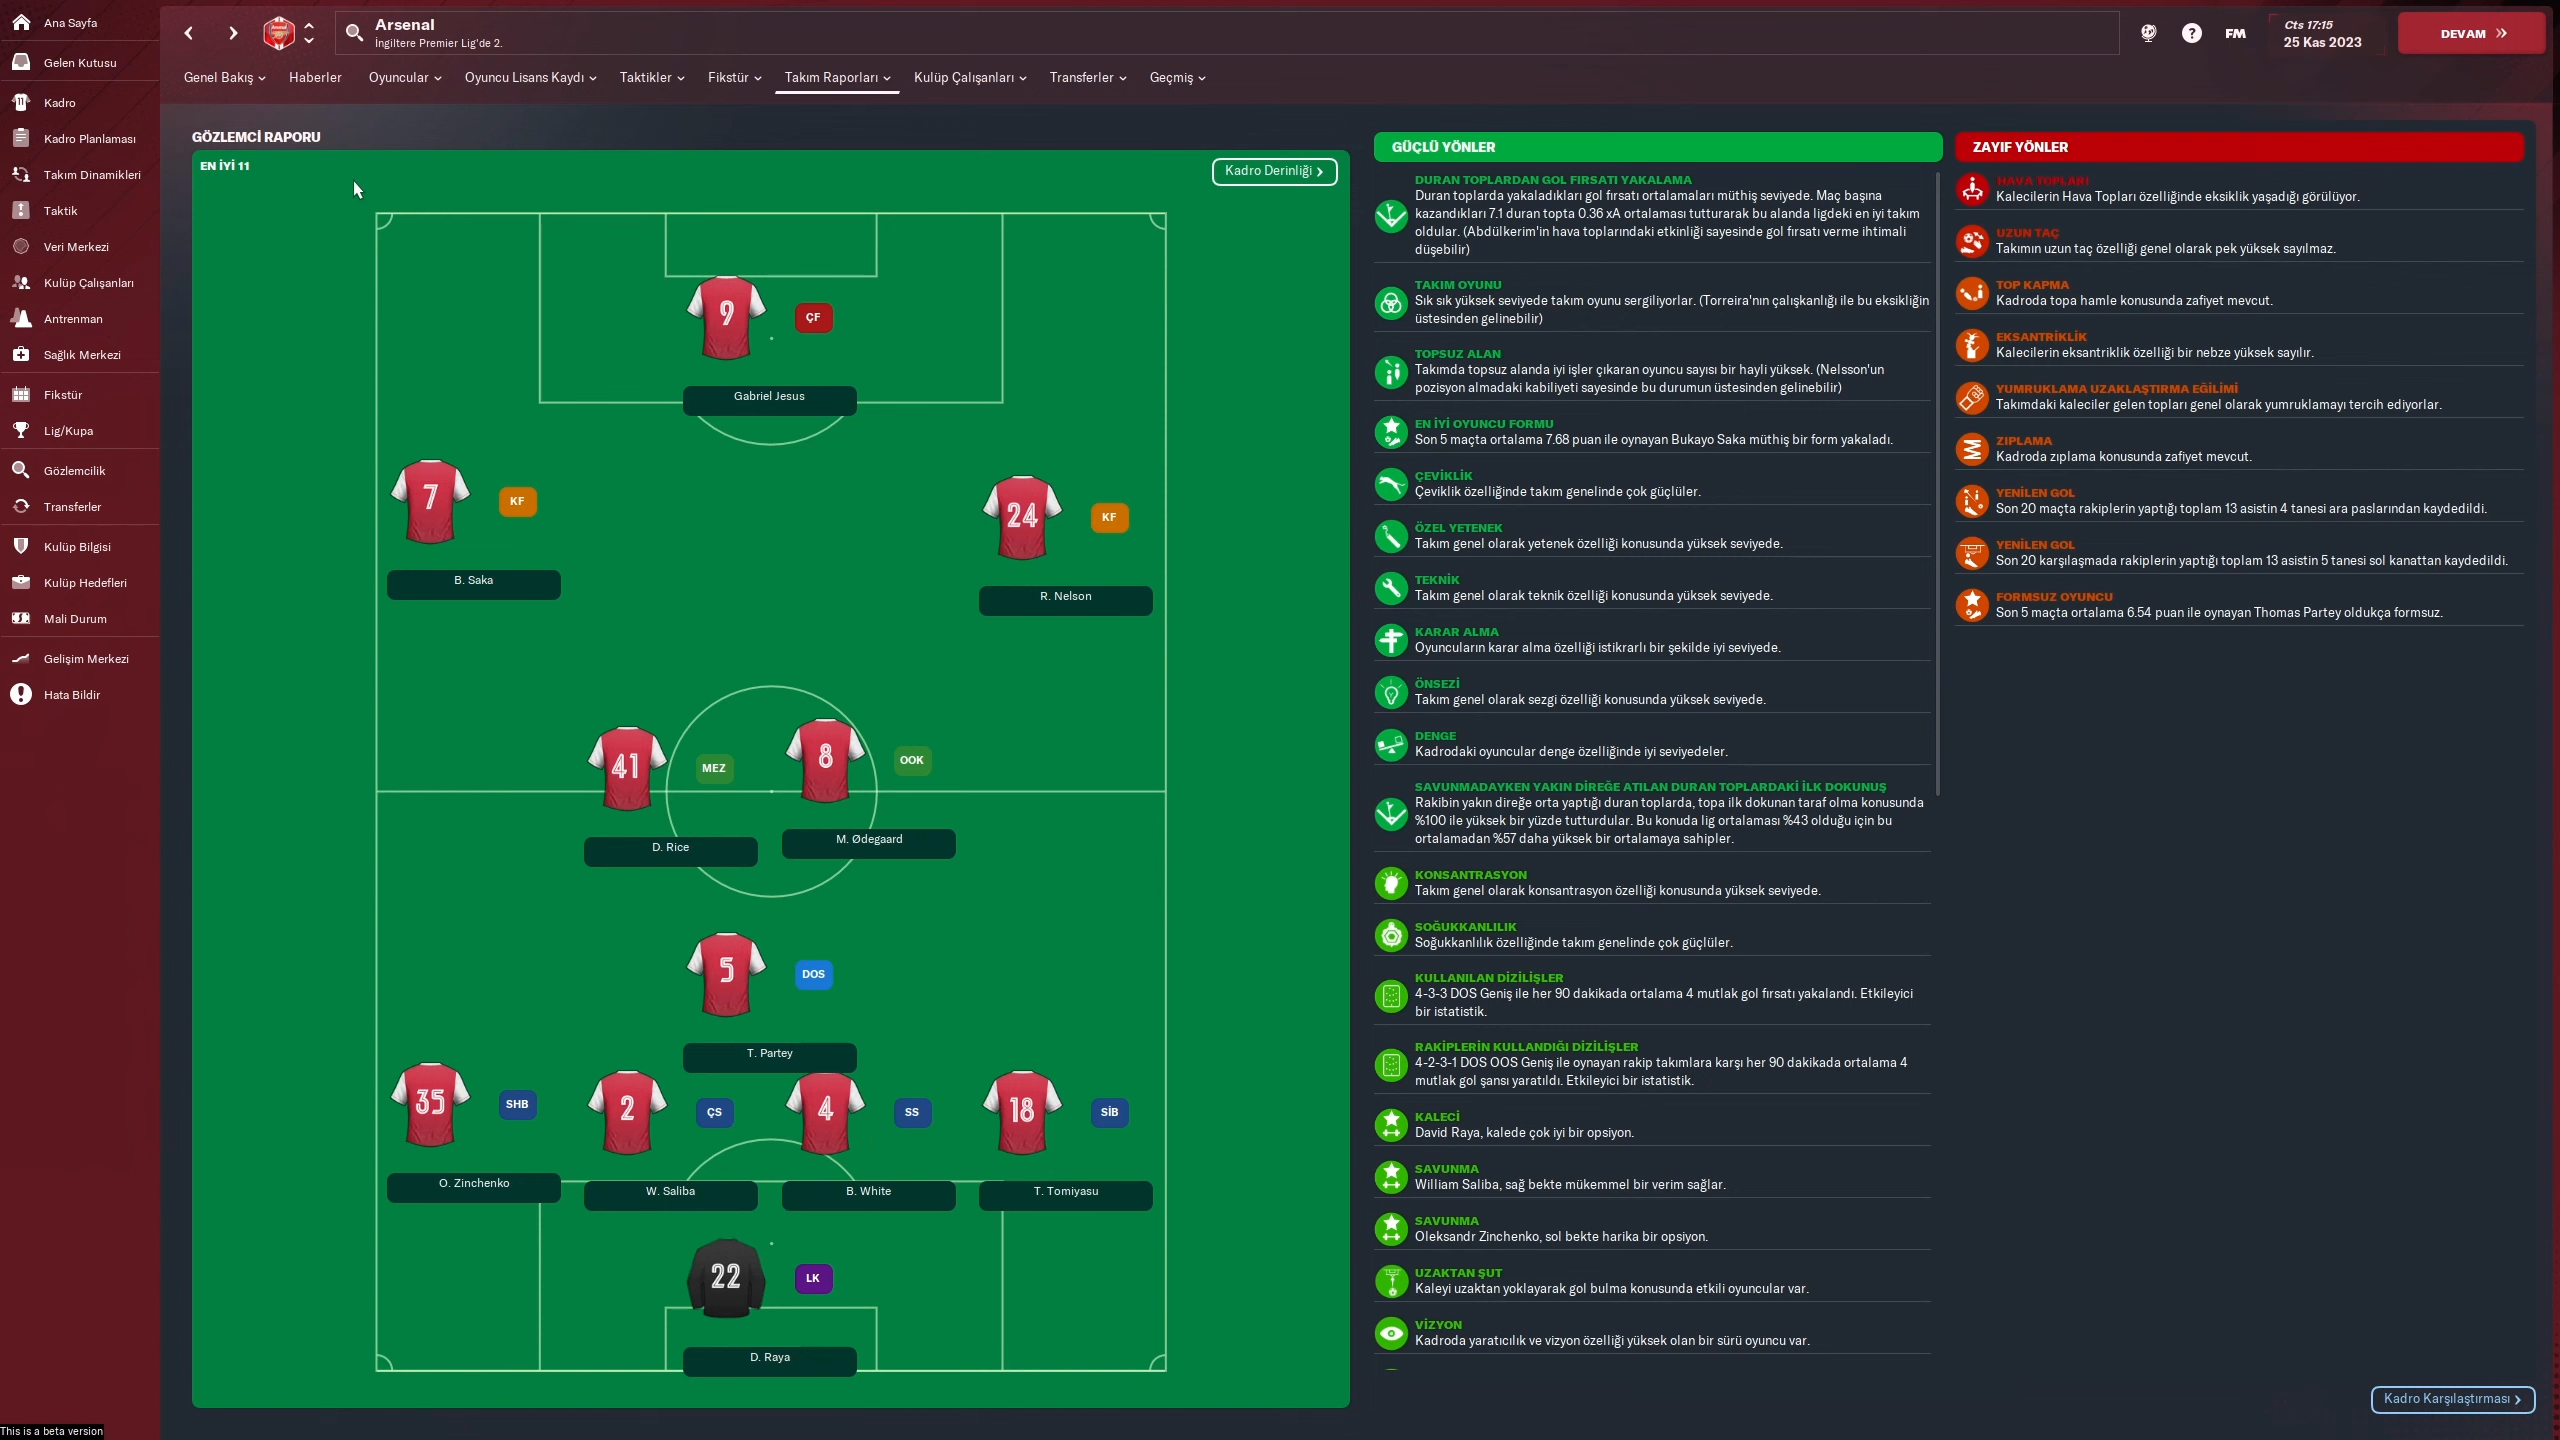 Ana Sayfa
Gelen Kutusu
Kadro
Kadro Planlaması
Takım Dinamikleri
Taktik
Veri Merkezi
Kulüp Çalışanları
Antrenman
Sağlık Merkezi
Fikstür
Lig/Kupa
Gözlemcilik
Transferler
Kulüp Bilgisi
Kulüp Hedefleri
Mali Durum
Gelişim Merkezi
Hata Bildir
This is a beta version
Arsenal
İngiltere Premier Lig'de 2.
?
FM
Cts 17:15
25 Kas 2023
DEVAM
Genel Bakış
Haberler
Oyuncular
Oyuncu Lisans Kaydı
Taktikler
Fikstür
Takım Raporları
Kulüp Çalışanları
Transferler
Geçmiş
GÖZLEMCİ RAPORU
EN İYİ 11
Kadro Derinliği
9
ÇF
Gabriel Jesus
7
KF
B. Saka
24
KF
R. Nelson
41
MEZ
D. Rice
8
OOK
M. Ødegaard
5
DOS
T. Partey
35
SHB
O. Zinchenko
2
ÇS
W. Saliba
4
SS
B. White
18
SİB
T. Tomiyasu
22
LK
D. Raya
GÜÇLÜ YÖNLER
DURAN TOPLARDAN GOL FIRSATI YAKALAMA
Duran toplarda yakaladıkları gol fırsatı ortalamaları müthiş seviyede. Maç başına
kazandıkları 7.1 duran topta 0.36 xA ortalaması tutturarak bu alanda ligdeki en iyi takım
oldular. (Abdülkerim'in hava toplarındaki etkinliği sayesinde gol fırsatı verme ihtimali
düşebilir)
TAKIM OYUNU
Sık sık yüksek seviyede takım oyunu sergiliyorlar. (Torreira'nın çalışkanlığı ile bu eksikliğin
üstesinden gelinebilir)
TOPSUZ ALAN
Takımda topsuz alanda iyi işler çıkaran oyuncu sayısı bir hayli yüksek. (Nelsson'un
pozisyon almadaki kabiliyeti sayesinde bu durumun üstesinden gelinebilir)
EN İYİ OYUNCU FORMU
Son 5 maçta ortalama 7.68 puan ile oynayan Bukayo Saka müthiş bir form yakaladı.
ÇEVİKLİK
Çeviklik özelliğinde takım genelinde çok güçlüler.
ÖZEL YETENEK
Takım genel olarak yetenek özelliği konusunda yüksek seviyede.
TEKNİK
Takım genel olarak teknik özelliği konusunda yüksek seviyede.
KARAR ALMA
Oyuncuların karar alma özelliği istikrarlı bir şekilde iyi seviyede.
ÖNSEZİ
Takım genel olarak sezgi özelliği konusunda yüksek seviyede.
DENGE
Kadrodaki oyuncular denge özelliğinde iyi seviyedeler.
SAVUNMADAYKEN YAKIN DİREĞE ATILAN DURAN TOPLARDAKİ İLK DOKUNUŞ
Rakibin yakın direğe orta yaptığı duran toplarda, topa ilk dokunan taraf olma konusunda
%100 ile yüksek bir yüzde tutturdular. Bu konuda lig ortalaması %43 olduğu için bu
ortalamadan %57 daha yüksek bir ortalamaya sahipler.
KONSANTRASYON
Takım genel olarak konsantrasyon özelliği konusunda yüksek seviyede.
SOĞUKKANLILIK
Soğukkanlılık özelliğinde takım genelinde çok güçlüler.
KULLANILAN DİZİLİŞLER
4-3-3 DOS Geniş ile her 90 dakikada ortalama 4 mutlak gol fırsatı yakalandı. Etkileyici
bir istatistik.
RAKİPLERİN KULLANDIĞI DİZİLİŞLER
4-2-3-1 DOS OOS Geniş ile oynayan rakip takımlara karşı her 90 dakikada ortalama 4
mutlak gol şansı yaratıldı. Etkileyici bir istatistik.
KALECİ
David Raya, kalede çok iyi bir opsiyon.
SAVUNMA
William Saliba, sağ bekte mükemmel bir verim sağlar.
SAVUNMA
Oleksandr Zinchenko, sol bekte harika bir opsiyon.
UZAKTAN ŞUT
Kaleyi uzaktan yoklayarak gol bulma konusunda etkili oyuncular var.
VİZYON
Kadroda yaratıcılık ve vizyon özelliği yüksek olan bir sürü oyuncu var.
ZAYIF YÖNLER
HAVA TOPLARI
Kalecilerin Hava Topları özelliğinde eksiklik yaşadığı görülüyor.
UZUN TAÇ
Takımın uzun taç özelliği genel olarak pek yüksek sayılmaz.
TOP KAPMA
Kadroda topa hamle konusunda zafiyet mevcut.
EKSANTRİKLİK
Kalecilerin eksantriklik özelliği bir nebze yüksek sayılır.
YUMRUKLAMA UZAKLAŞTIRMA EĞİLİMİ
Takımdaki kaleciler gelen topları genel olarak yumruklamayı tercih ediyorlar.
ZIPLAMA
Kadroda zıplama konusunda zafiyet mevcut.
YENİLEN GOL
Son 20 maçta rakiplerin yaptığı toplam 13 asistin 4 tanesi ara paslarından kaydedildi.
YENİLEN GOL
Son 20 karşılaşmada rakiplerin yaptığı toplam 13 asistin 5 tanesi sol kanattan kaydedildi.
FORMSUZ OYUNCU
Son 5 maçta ortalama 6.54 puan ile oynayan Thomas Partey oldukça formsuz.
Kadro Karşılaştırması